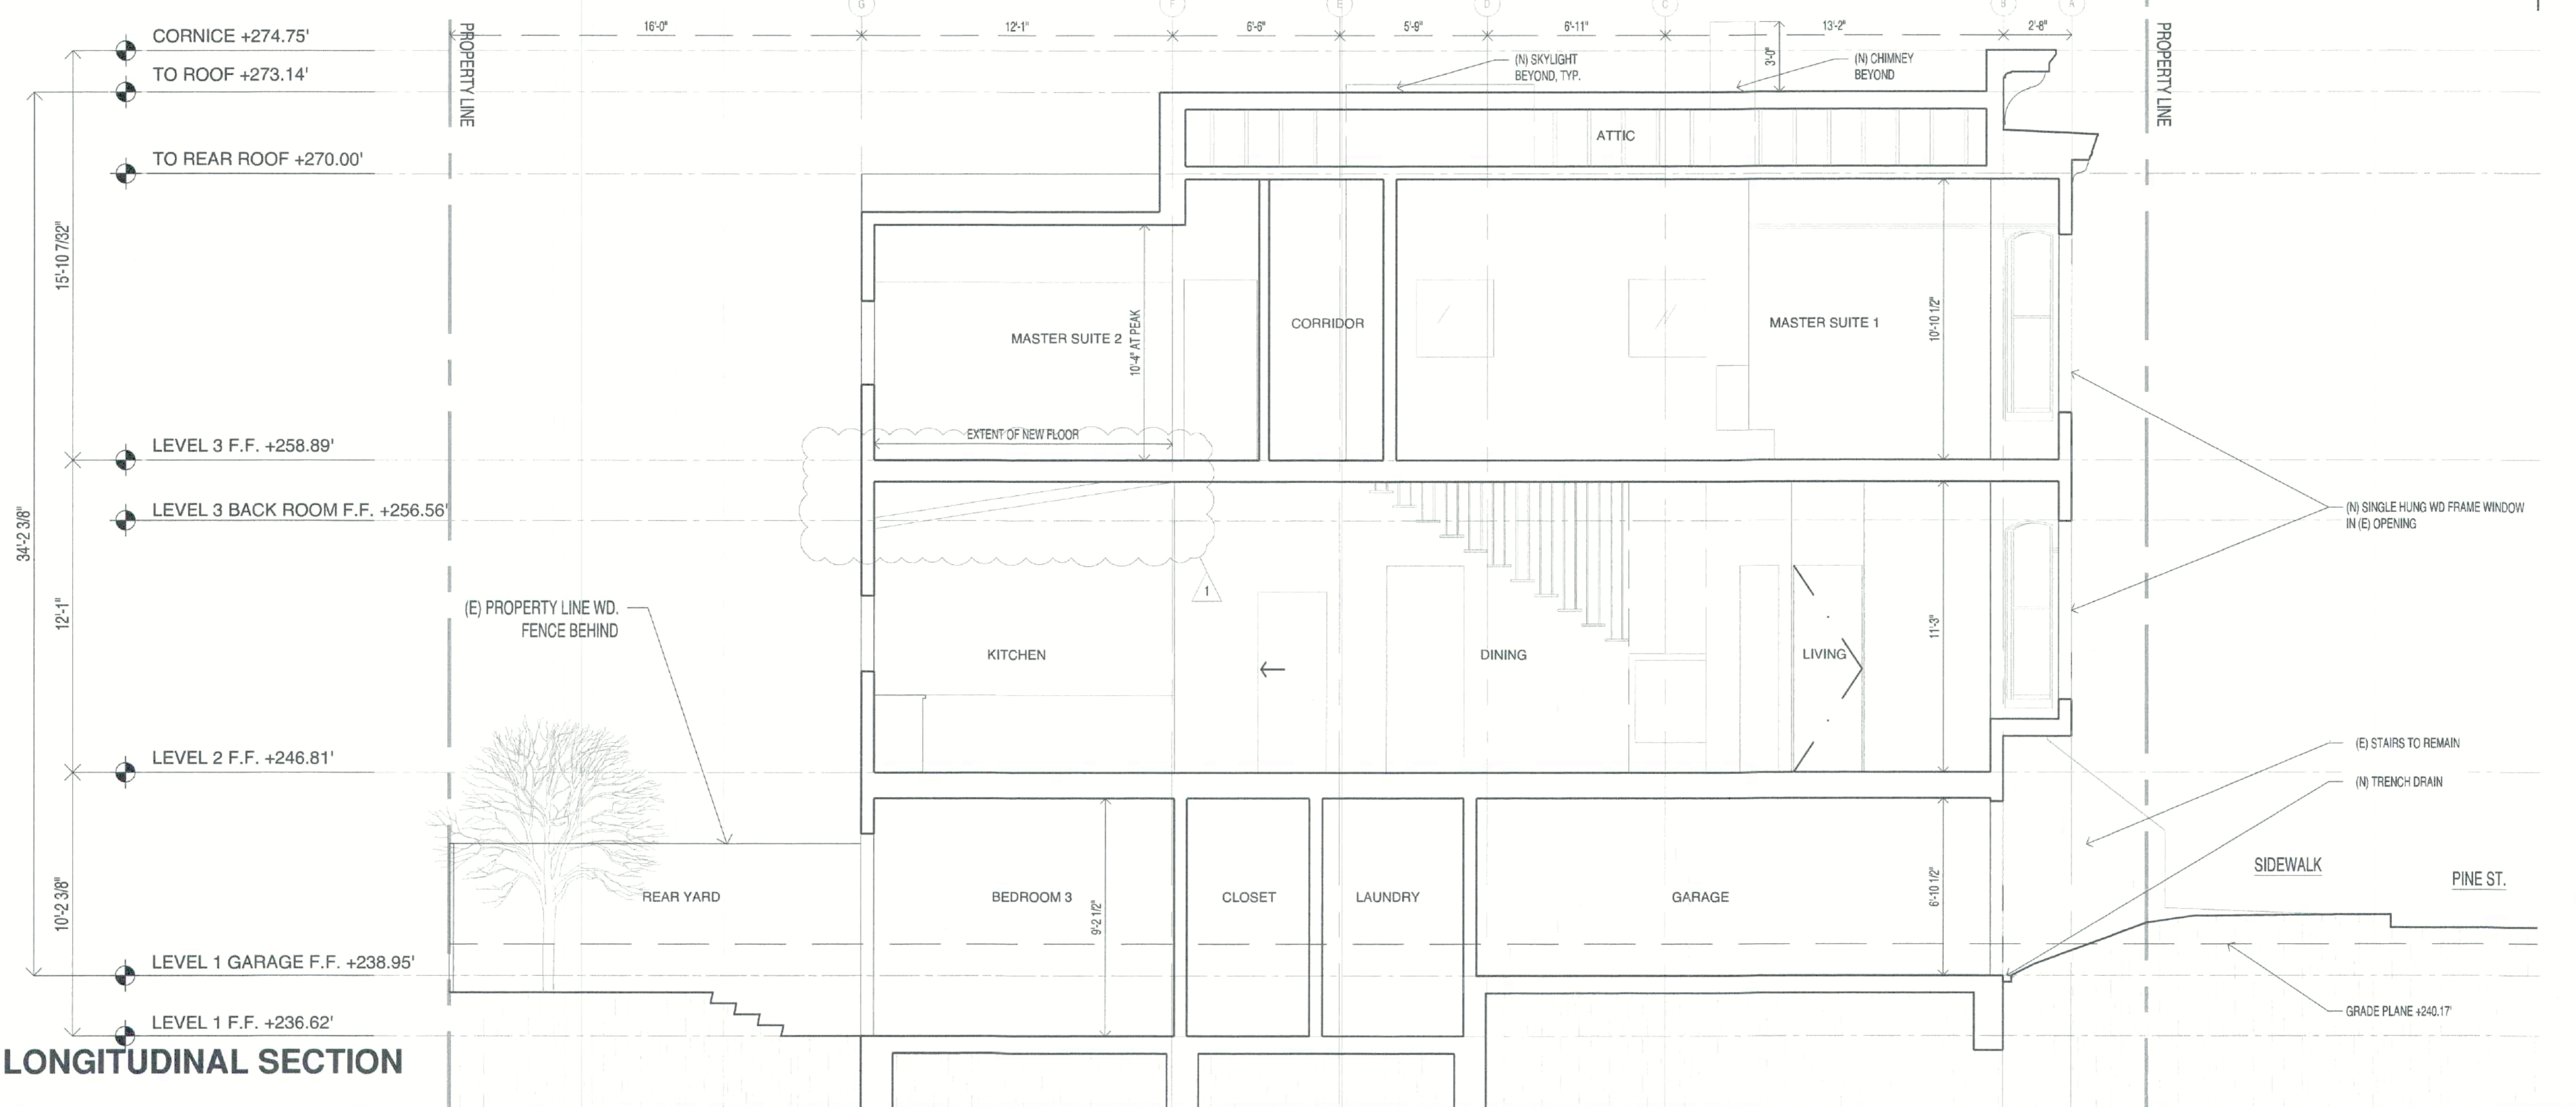 G F E D C B A
16'-0" 12'-1" 6'-6" 5'-9" 6'-11" 13'-2" 2'-8"
CORNICE +274.75'
TO ROOF +273.14'
TO REAR ROOF +270.00'
LEVEL 3 F.F. +258.89'
LEVEL 3 BACK ROOM F.F. +256.56'
LEVEL 2 F.F. +246.81'
LEVEL 1 GARAGE F.F. +238.95'
LEVEL 1 F.F. +236.62'
15'-10 7/32"
34'-2 3/8"
12'-1"
10'-2 3/8"
PROPERTY LINE
PROPERTY LINE
(N) SKYLIGHT
BEYOND, TYP.
3'-0"
(N) CHIMNEY
BEYOND
ATTIC
MASTER SUITE 2
10'-4" AT PEAK
CORRIDOR
MASTER SUITE 1
10'-10 1/2"
EXTENT OF NEW FLOOR
1
(N) SINGLE HUNG WD FRAME WINDOW
IN (E) OPENING
(E) PROPERTY LINE WD.
FENCE BEHIND
KITCHEN
DINING
LIVING
11'-3"
(E) STAIRS TO REMAIN
(N) TRENCH DRAIN
SIDEWALK
PINE ST.
REAR YARD
BEDROOM 3
9'-2 1/2"
CLOSET
LAUNDRY
GARAGE
6'-10 1/2"
GRADE PLANE +240.17'
LONGITUDINAL SECTION